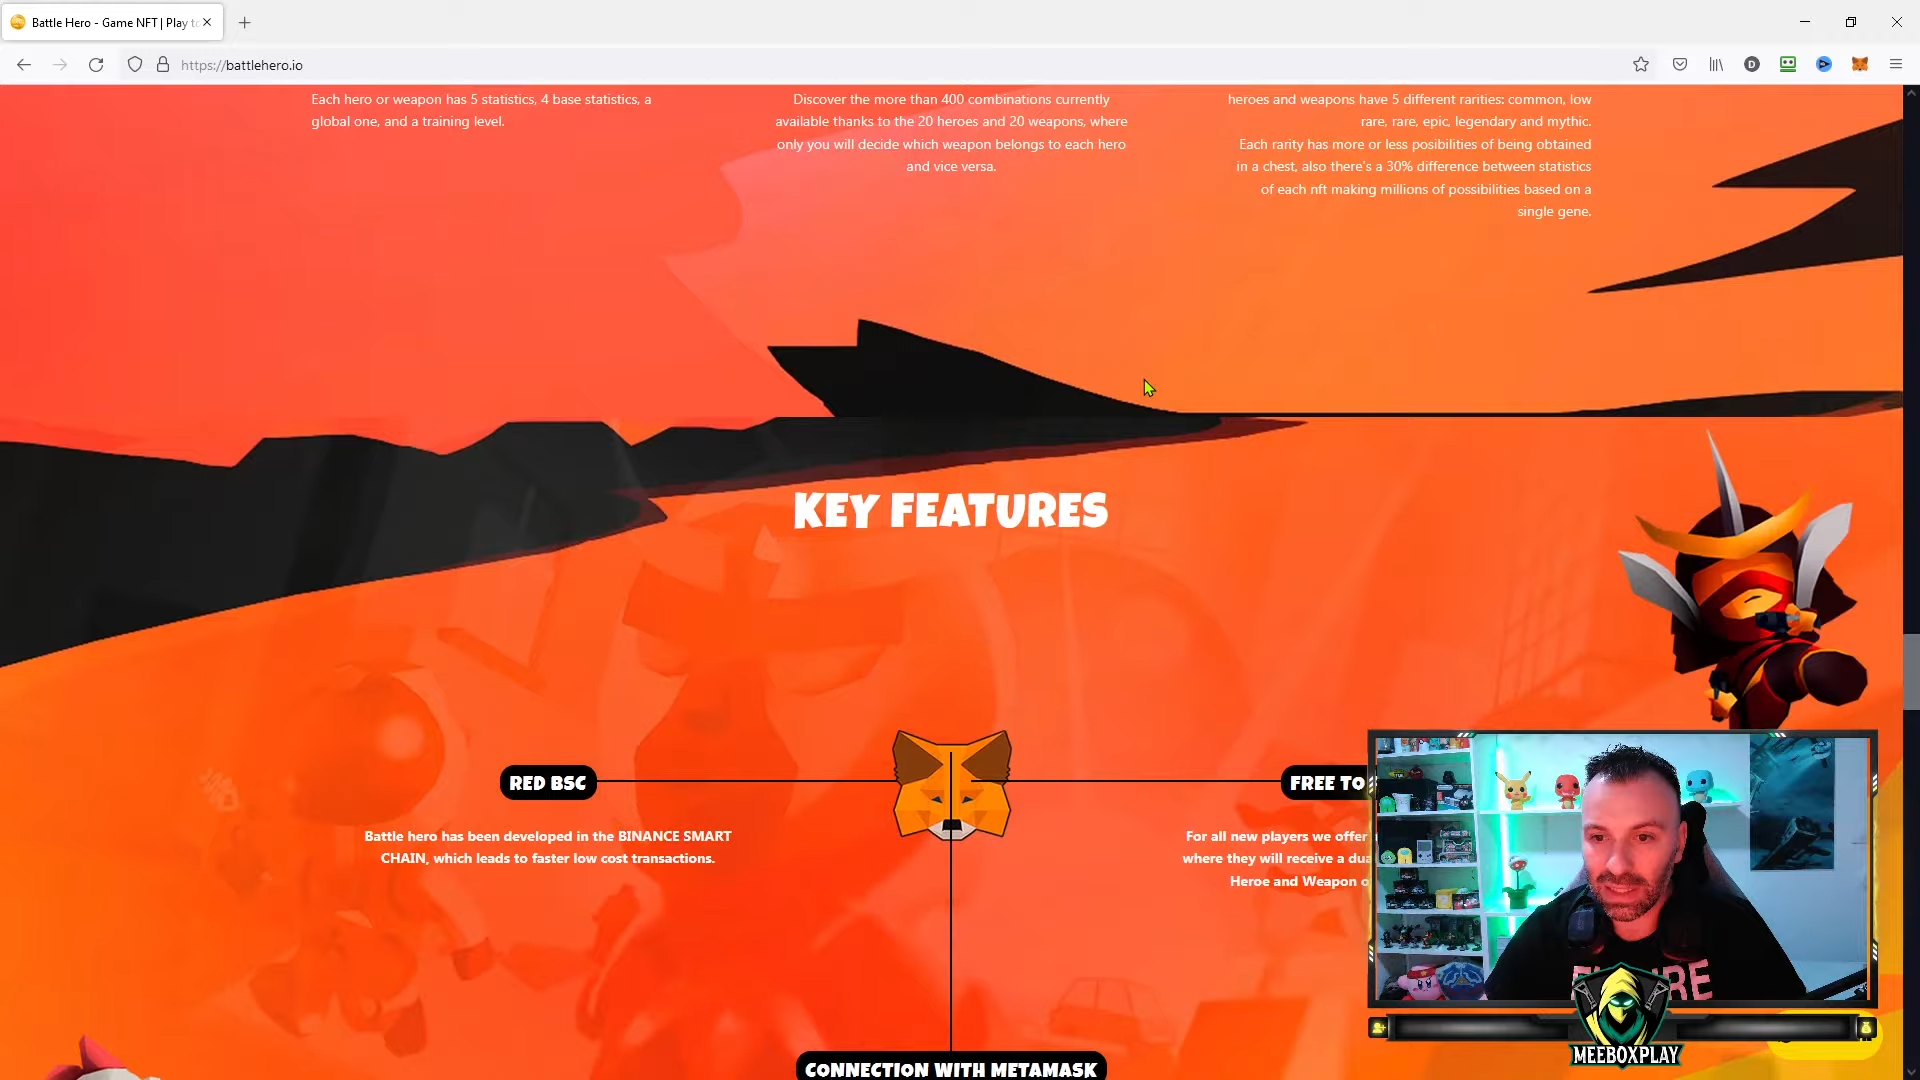 Battle Hero - Game NFT | Play to
https://battlehero.io
Each hero or weapon has 5 statistics, 4 base statistics, a
global one, and a training level.
Discover the more than 400 combinations currently
available thanks to the 20 heroes and 20 weapons, where
only you will decide which weapon belongs to each hero
and vice versa.
heroes and weapons have 5 different rarities: common, low
rare, rare, epic, legendary and mythic.
Each rarity has more or less posibilities of being obtained
in a chest, also there's a 30% difference between statistics
of each nft making millions of possibilities based on a
single gene.
KEY FEATURES
RED BSC
Battle hero has been developed in the BINANCE SMART
CHAIN, which leads to faster low cost transactions.
FREE TO
For all new players we offer
where they will receive a dua
Heroe and Weapon o
CONNECTION WITH METAMASK
MEEBOXPLAY